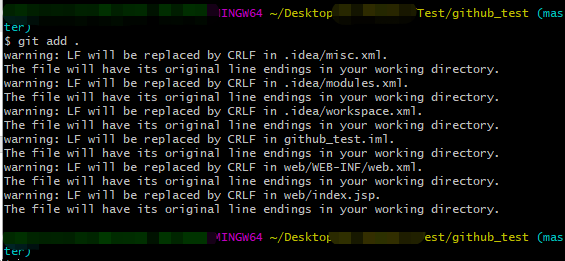 MINGW64 ~/Desktop Test/github_test (mas
ter)
$ git add .
warning: LF will be replaced by CRLF in .idea/misc.xml.
The file will have its original line endings in your working directory.
warning: LF will be replaced by CRLF in .idea/modules.xml.
The file will have its original line endings in your working directory.
warning: LF will be replaced by CRLF in .idea/workspace.xml.
The file will have its original line endings in your working directory.
warning: LF will be replaced by CRLF in github_test.iml.
The file will have its original line endings in your working directory.
warning: LF will be replaced by CRLF in web/WEB-INF/web.xml.
The file will have its original line endings in your working directory.
warning: LF will be replaced by CRLF in web/index.jsp.
The file will have its original line endings in your working directory.
MINGW64 ~/Desktop est/github_test (mas
ter)